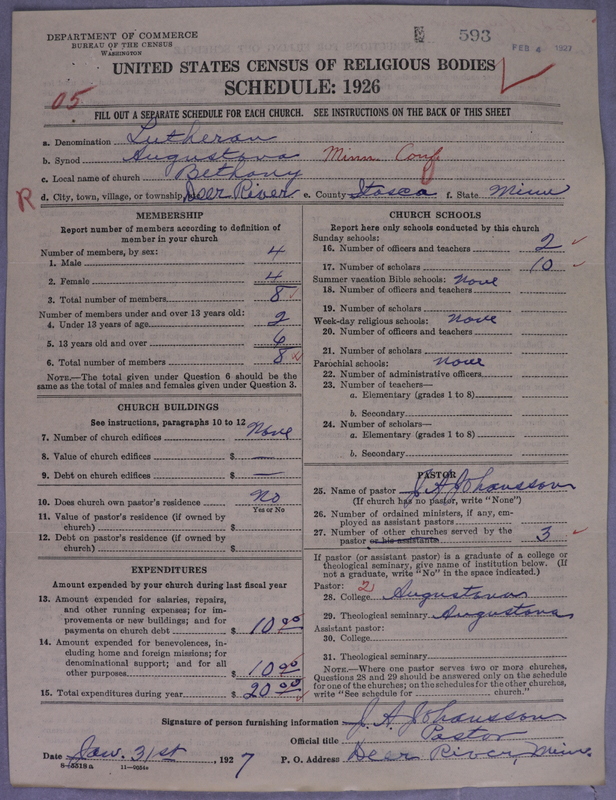 DEPARTMENT OF COMMERCE
BUREAU OF THE CENSUS
WASHINGTON
593
FEB 4 1927
UNITED STATES CENSUS OF RELIGIOUS BODIES
SCHEDULE: 1926
05
FILL OUT A SEPARATE SCHEDULE FOR EACH CHURCH. SEE INSTRUCTIONS ON THE BACK OF THIS SHEET
a. Denomination Lutheran
b. Synod Augustana Minn Conf.
c. Local name of church Bethany
R
d. City, town, village, or township Deer River e. County Itasca f. State Minn
MEMBERSHIP
Report number of members according to definition of
member in your church
Number of members, by sex:
1. Male 4
2. Female 4
3. Total number of members 8
Number of members under and over 13 years old:
4. Under 13 years of age 2
5. 13 years old and over 6
6. Total number of members 8
NOTE.—The total given under Question 6 should be the
same as the total of males and females given under Question 3.
CHURCH BUILDINGS
See instructions, paragraphs 10 to 12
7. Number of church edifices None
8. Value of church edifices $ —
9. Debt on church edifices $ —
10. Does church own pastor's residence No
Yes or No
11. Value of pastor's residence (if owned by
church) $
12. Debt on pastor's residence (if owned by
church) $
EXPENDITURES
Amount expended by your church during last fiscal year
13. Amount expended for salaries, repairs,
and other running expenses; for im-
provements or new buildings; and for
payments on church debt $ 10.00
14. Amount expended for benevolences, in-
cluding home and foreign missions; for
denominational support; and for all
other purposes $ 10.00
15. Total expenditures during year $ 20.00
CHURCH SCHOOLS
Report here only schools conducted by this church
Sunday schools:
16. Number of officers and teachers 2
17. Number of scholars 10
Summer vacation Bible schools: None
18. Number of officers and teachers
19. Number of scholars
Week-day religious schools: None
20. Number of officers and teachers
21. Number of scholars
Parochial schools: None
22. Number of administrative officers
23. Number of teachers—
a. Elementary (grades 1 to 8)
b. Secondary
24. Number of scholars—
a. Elementary (grades 1 to 8)
b. Secondary
PASTOR
25. Name of pastor J. A. Johansson
(If church has no pastor, write "None")
26. Number of ordained ministers, if any, em-
ployed as assistant pastors
27. Number of other churches served by the
pastor or his assistants 3
If pastor (or assistant pastor) is a graduate of a college or
theological seminary, give name of institution below. (If
not a graduate, write "No" in the space indicated.)
Pastor: 2
28. College Augustana
29. Theological seminary Augustana
Assistant pastor:
30. College
31. Theological seminary
NOTE.—Where one pastor serves two or more churches,
Questions 28 and 29 should be answered only on the schedule
for one of the churches; on the schedules for the other churches,
write "See schedule for church."
Signature of person furnishing information J. A. Johansson
Official title Pastor
Date Jan. 31st, 1927 P. O. Address Deer River, Minn.
8-5518a 11-9034